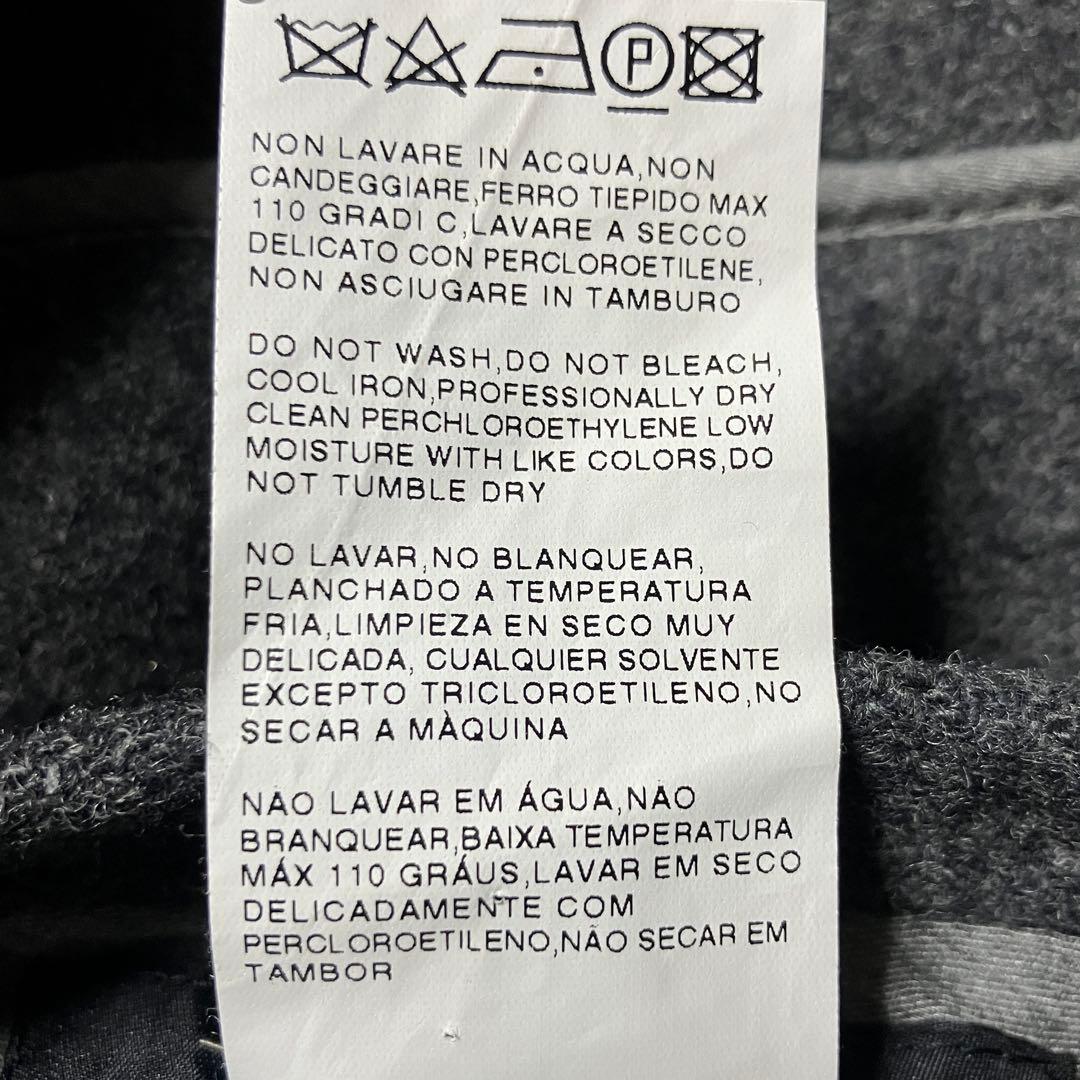 P
NON LAVARE IN ACQUA,NON
CANDEGGIARE,FERRO TIEPIDO MAX
110 GRADI C,LAVARE A SECCO
DELICATO CON PERCLOROETILENE,
NON ASCIUGARE IN TAMBURO
DO NOT WASH,DO NOT BLEACH,
COOL IRON,PROFESSIONALLY DRY
CLEAN PERCHLOROETHYLENE LOW
MOISTURE WITH LIKE COLORS,DO
NOT TUMBLE DRY
NO LAVAR,NO BLANQUEAR,
PLANCHADO A TEMPERATURA
FRIA,LIMPIEZA EN SECO MUY
DELICADA, CUALQUIER SOLVENTE
EXCEPTO TRICLOROETILENO,NO
SECAR A MÀQUINA
NÃO LAVAR EM ÁGUA,NÃO
BRANQUEAR,BAIXA TEMPERATURA
MÁX 110 GRÁUS,LAVAR EM SECO
DELICADAMENTE COM
PERCLOROETILENO,NÃO SECAR EM
TAMBOR